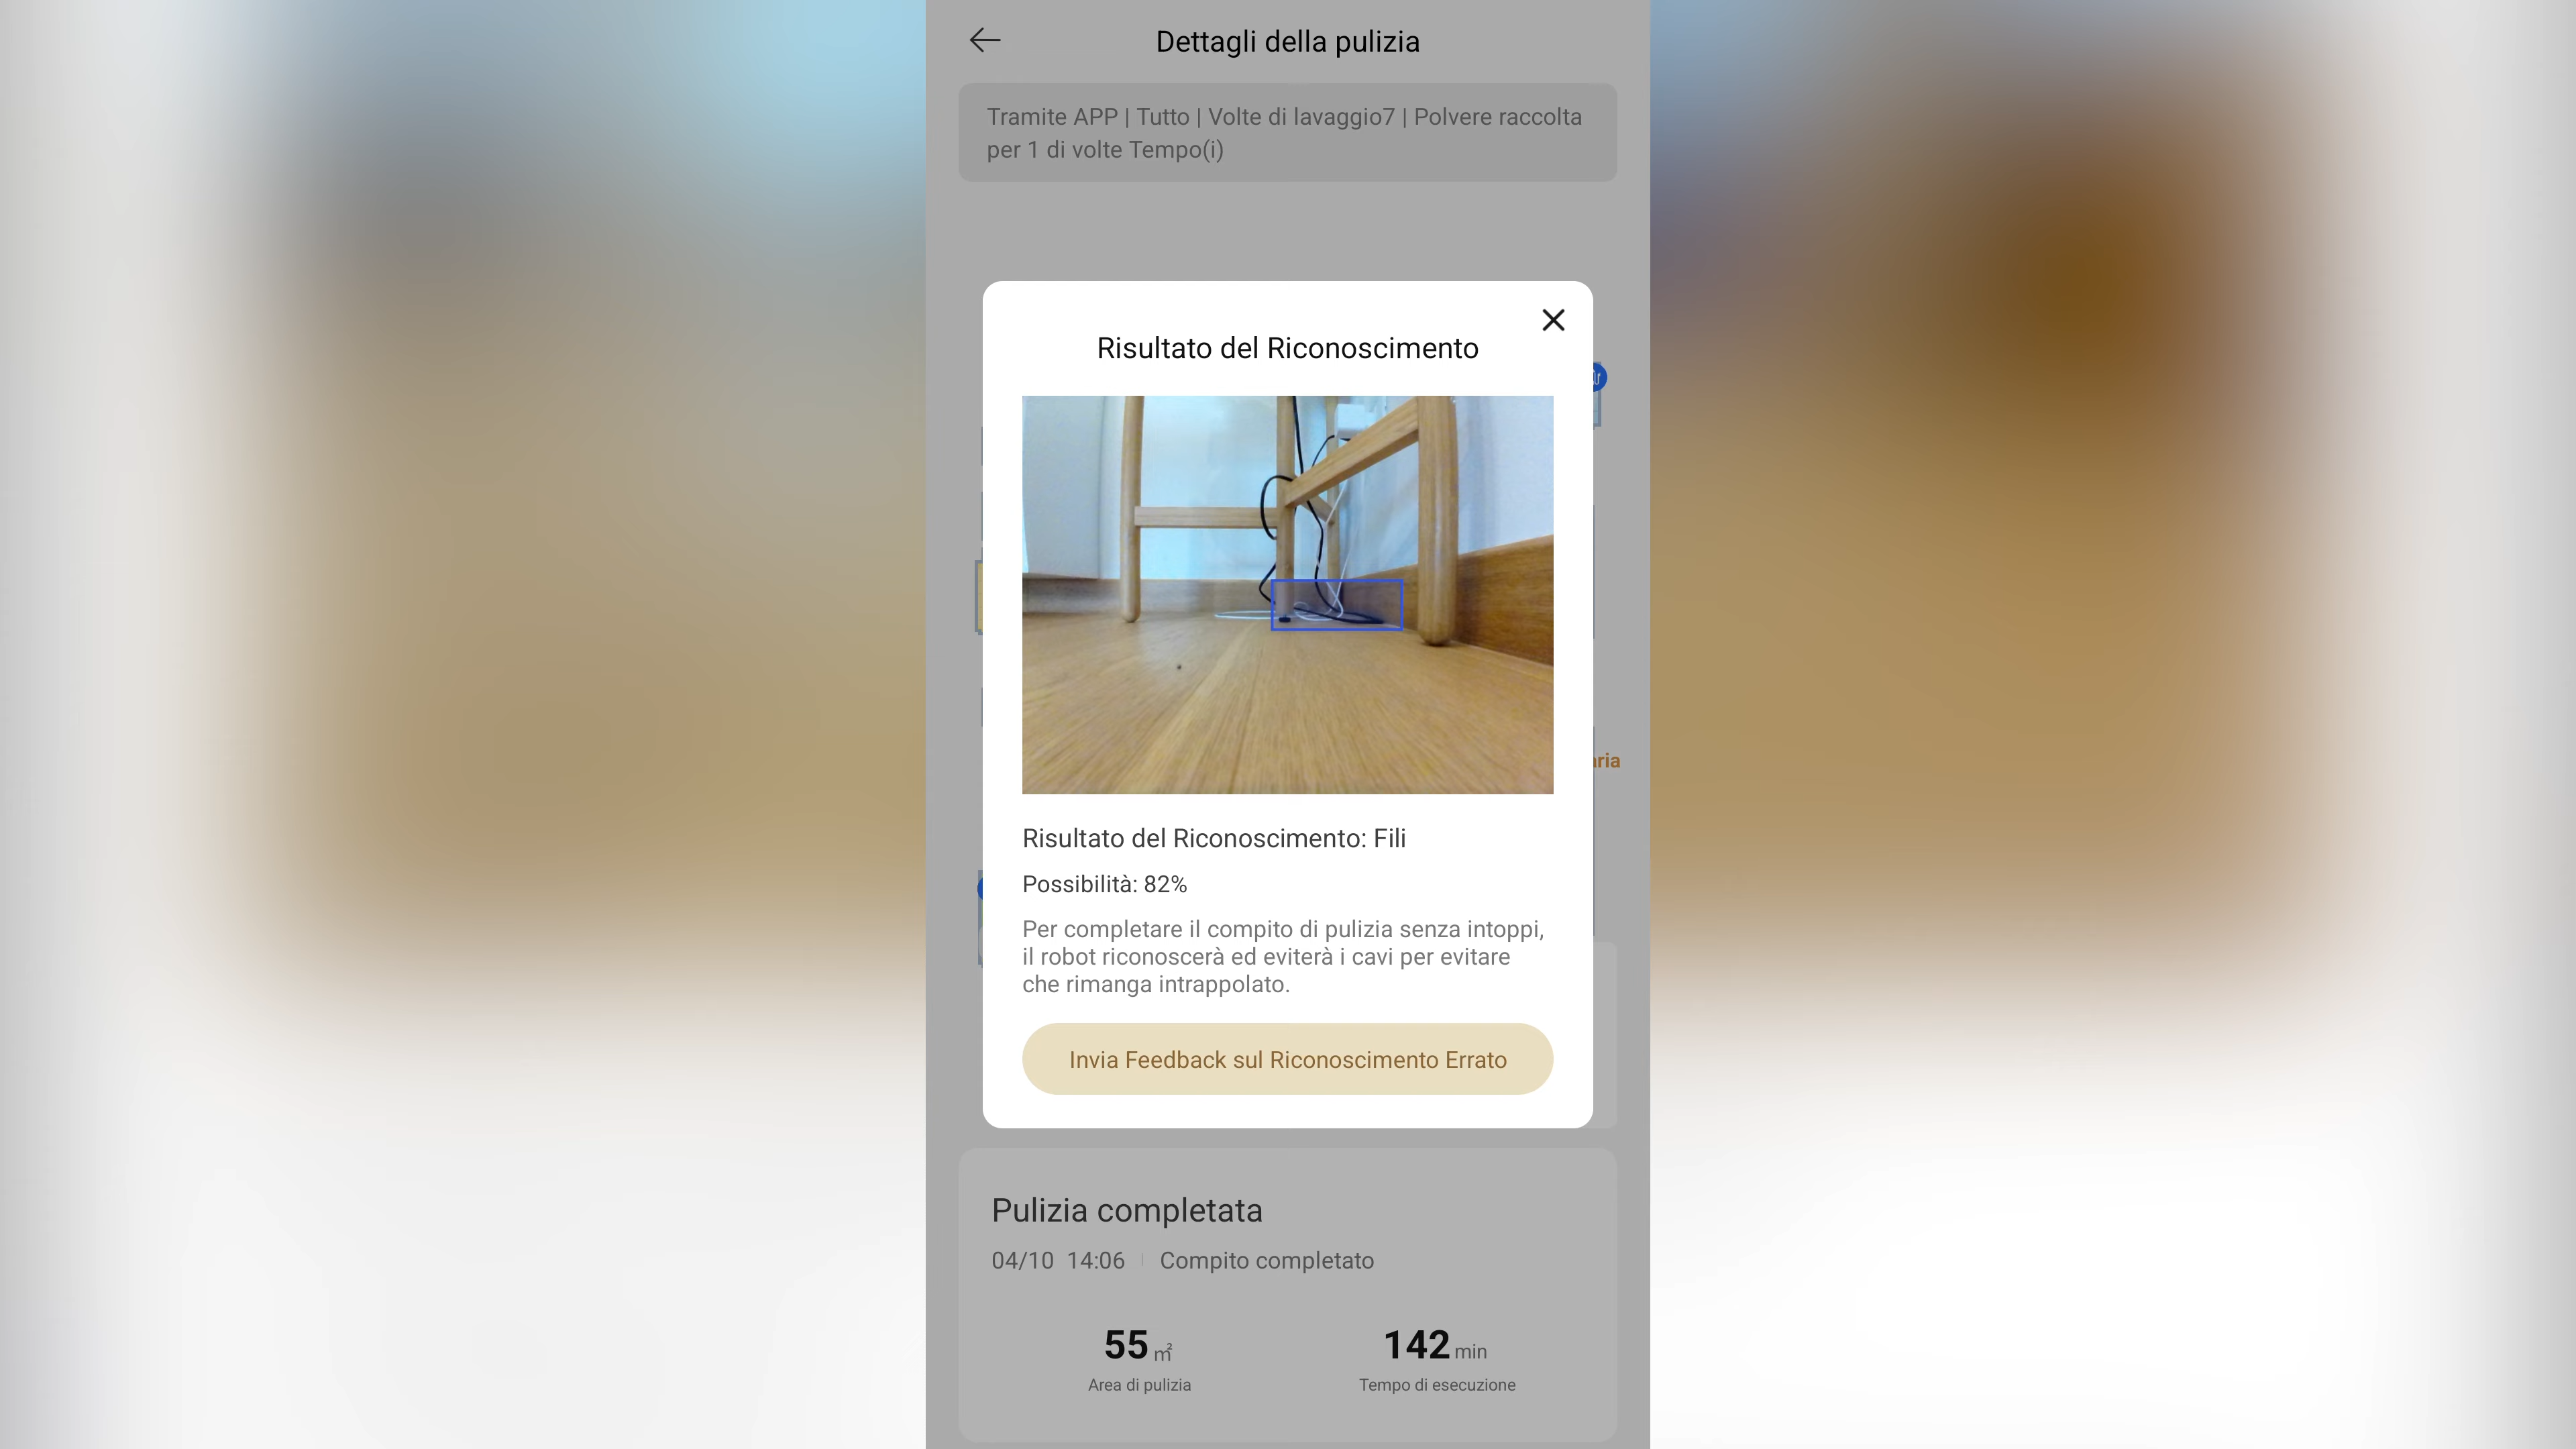 Dettagli della pulizia
Tramite APP | Tutto | Volte di lavaggio7 | Polvere raccolta
per 1 di volte Tempo(i)
Risultato del Riconoscimento
Risultato del Riconoscimento: Fili
Possibilità: 82%
Per completare il compito di pulizia senza intoppi,
il robot riconoscerà ed eviterà i cavi per evitare
che rimanga intrappolato.
Invia Feedback sul Riconoscimento Errato
Pulizia completata
04/10 14:06 | Compito completato
55 m² 142 min
Area di pulizia Tempo di esecuzione